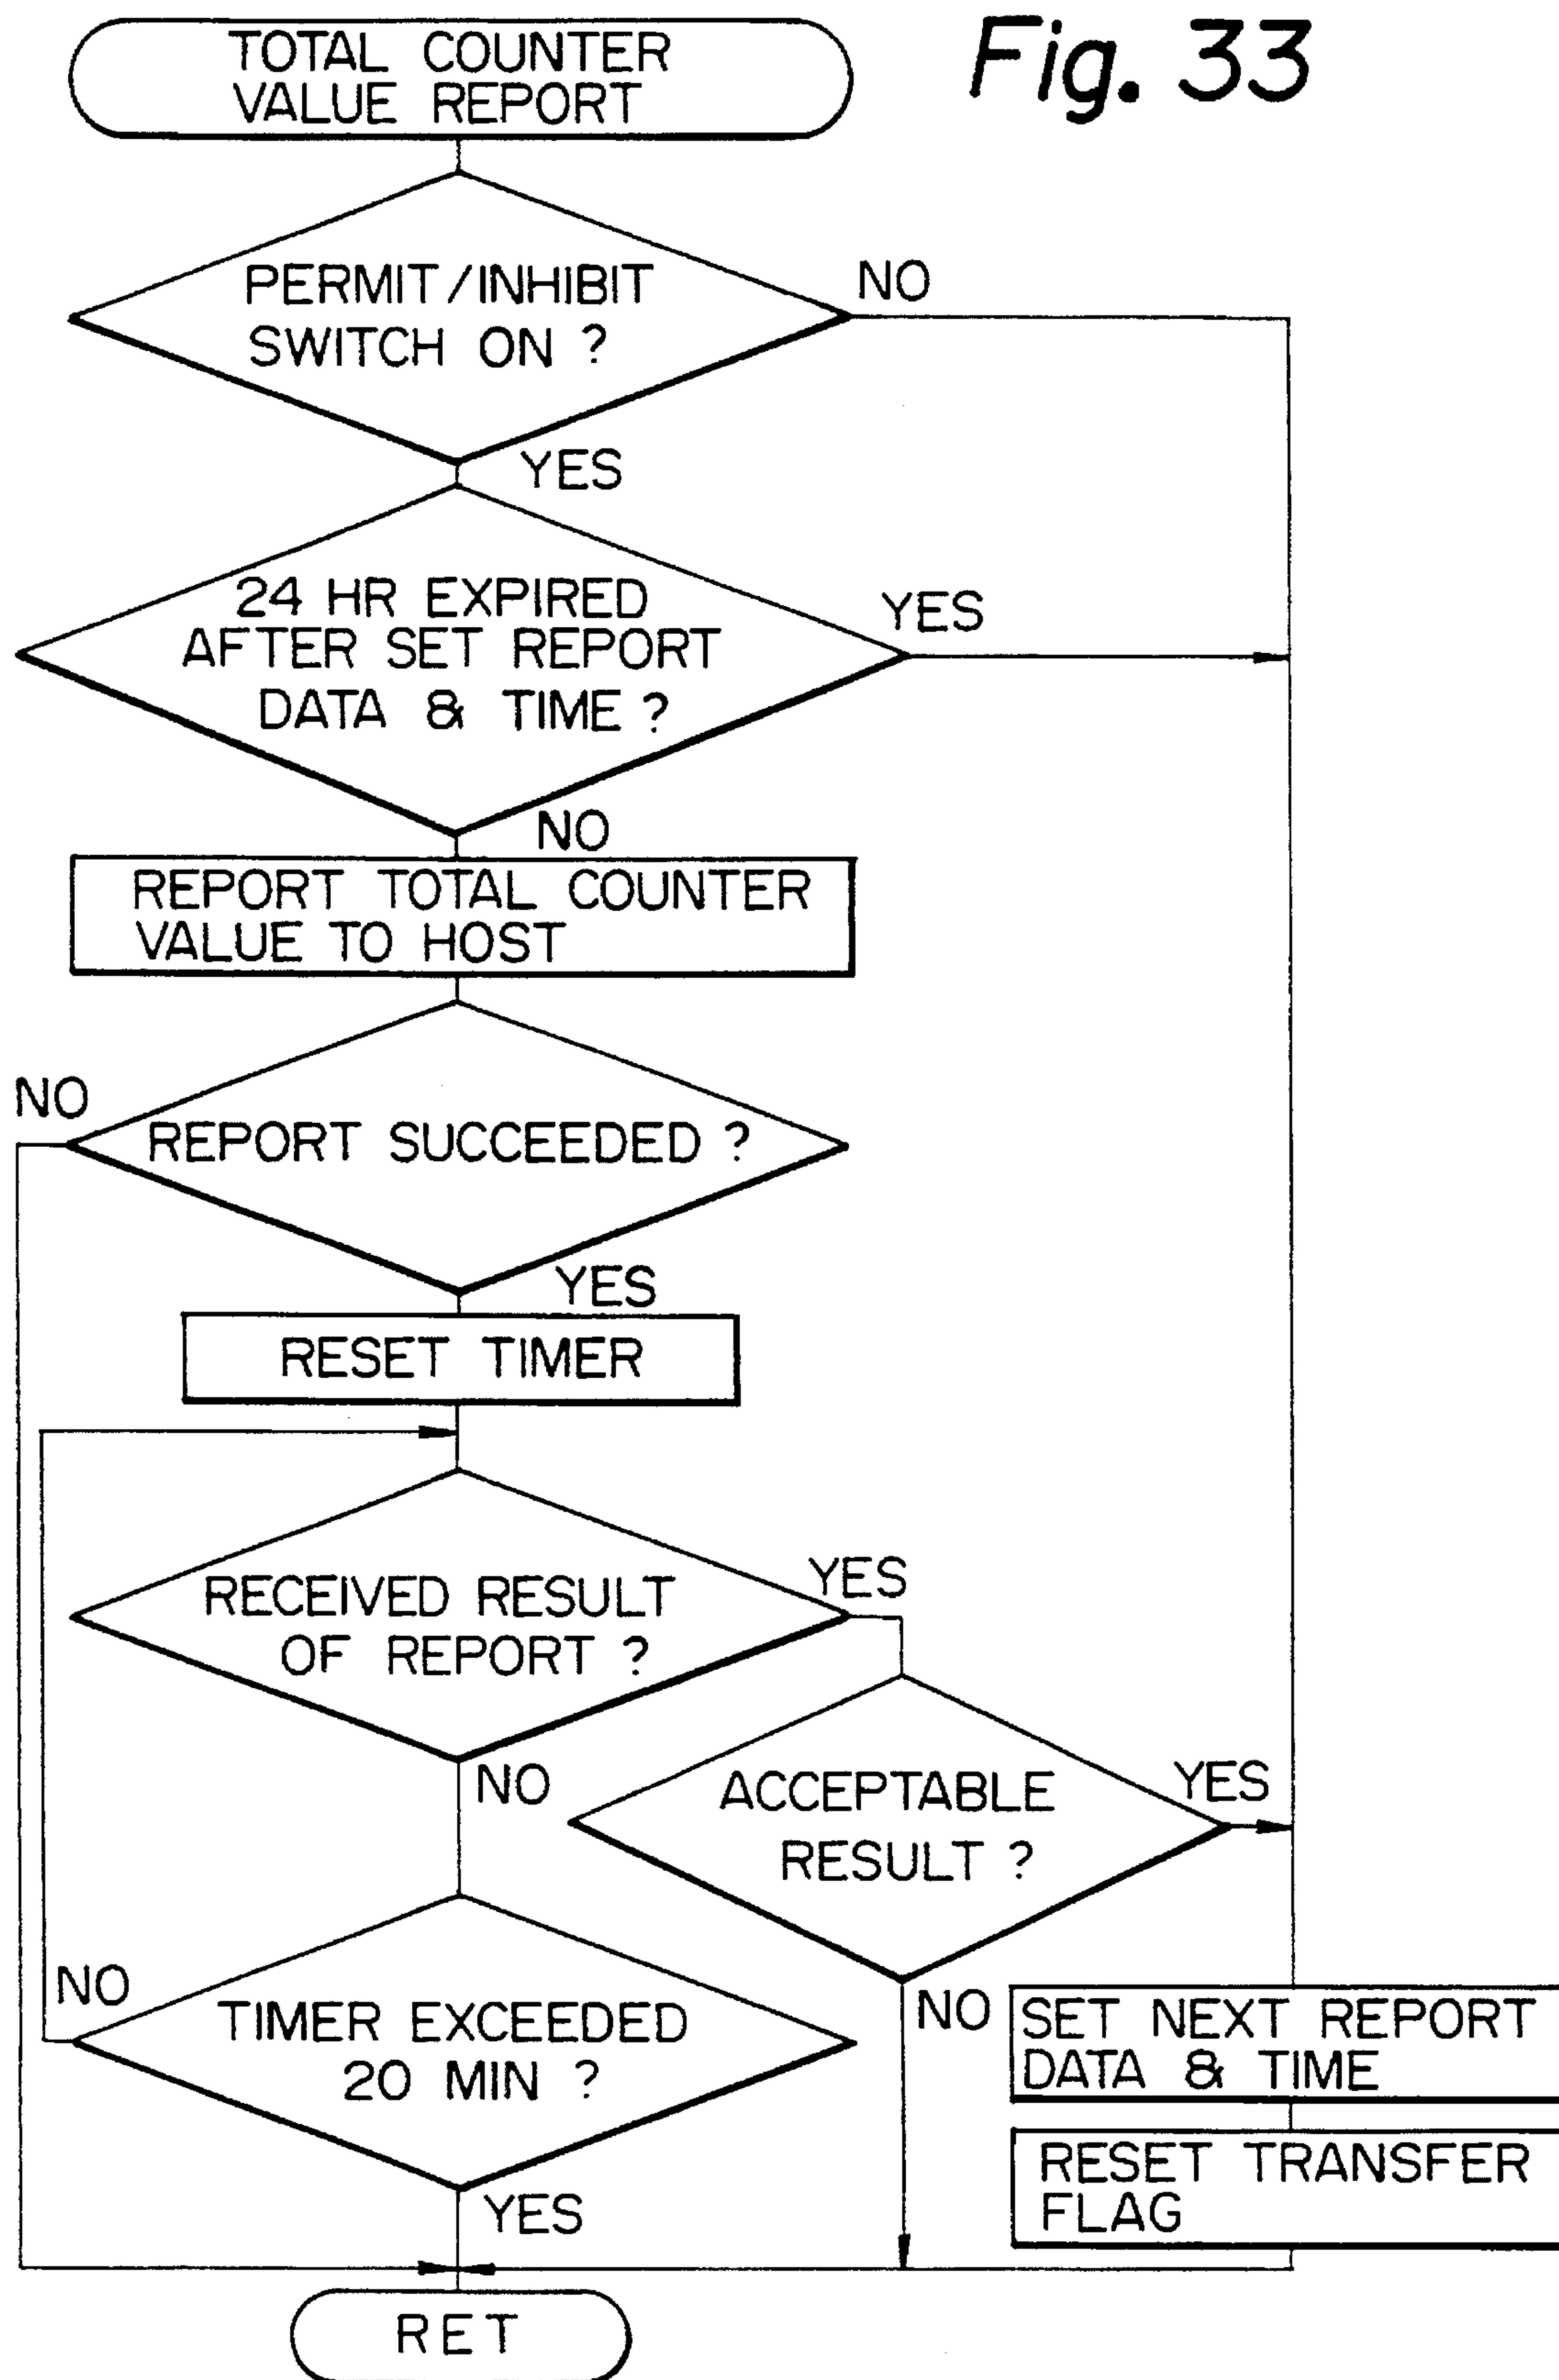 Fig. 33
TOTAL COUNTER
VALUE REPORT
PERMIT/INHIBIT
SWITCH ON ?
NO
YES
24 HR EXPIRED
AFTER SET REPORT
DATA & TIME ?
YES
NO
REPORT TOTAL COUNTER
VALUE TO HOST
NO
REPORT SUCCEEDED ?
YES
RESET TIMER
RECEIVED RESULT
OF REPORT ?
YES
NO
ACCEPTABLE
RESULT ?
YES
NO
NO
TIMER EXCEEDED
20 MIN ?
YES
SET NEXT REPORT
DATA & TIME
RESET TRANSFER
FLAG
RET